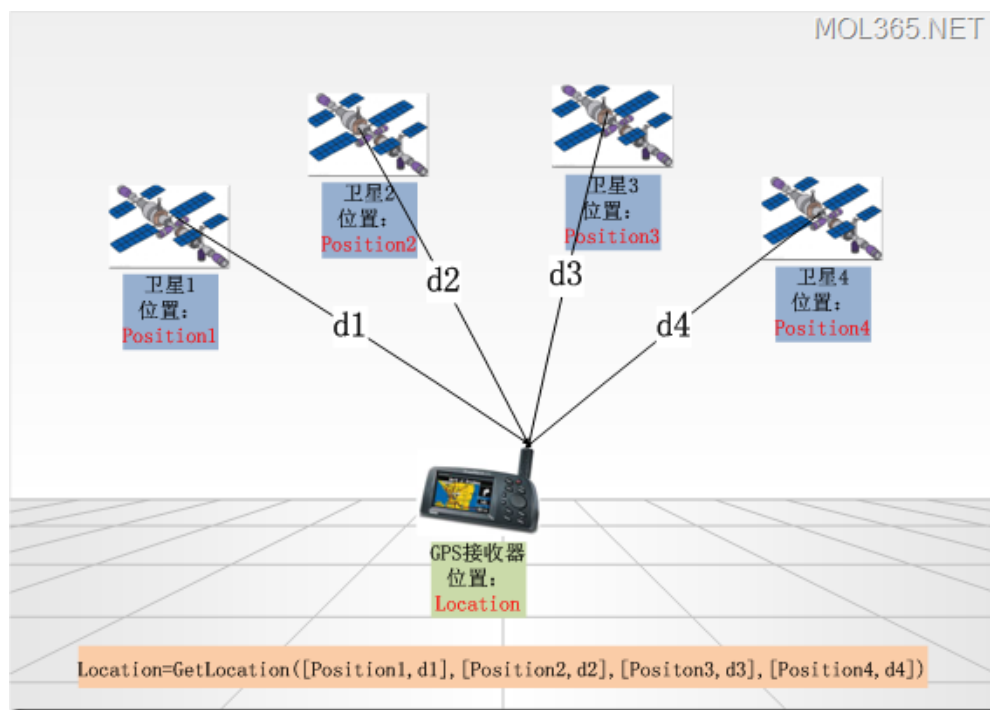 MOL365.NET
卫星2
位置:
Position2
卫星3
位置:
Position3
卫星1
位置:
Position1
卫星4
位置:
Position4
d1
d2
d3
d4
GPS接收器
位置:
Location
Location=GetLocation([Position1,d1],[Position2,d2],[Positon3,d3],[Position4,d4])